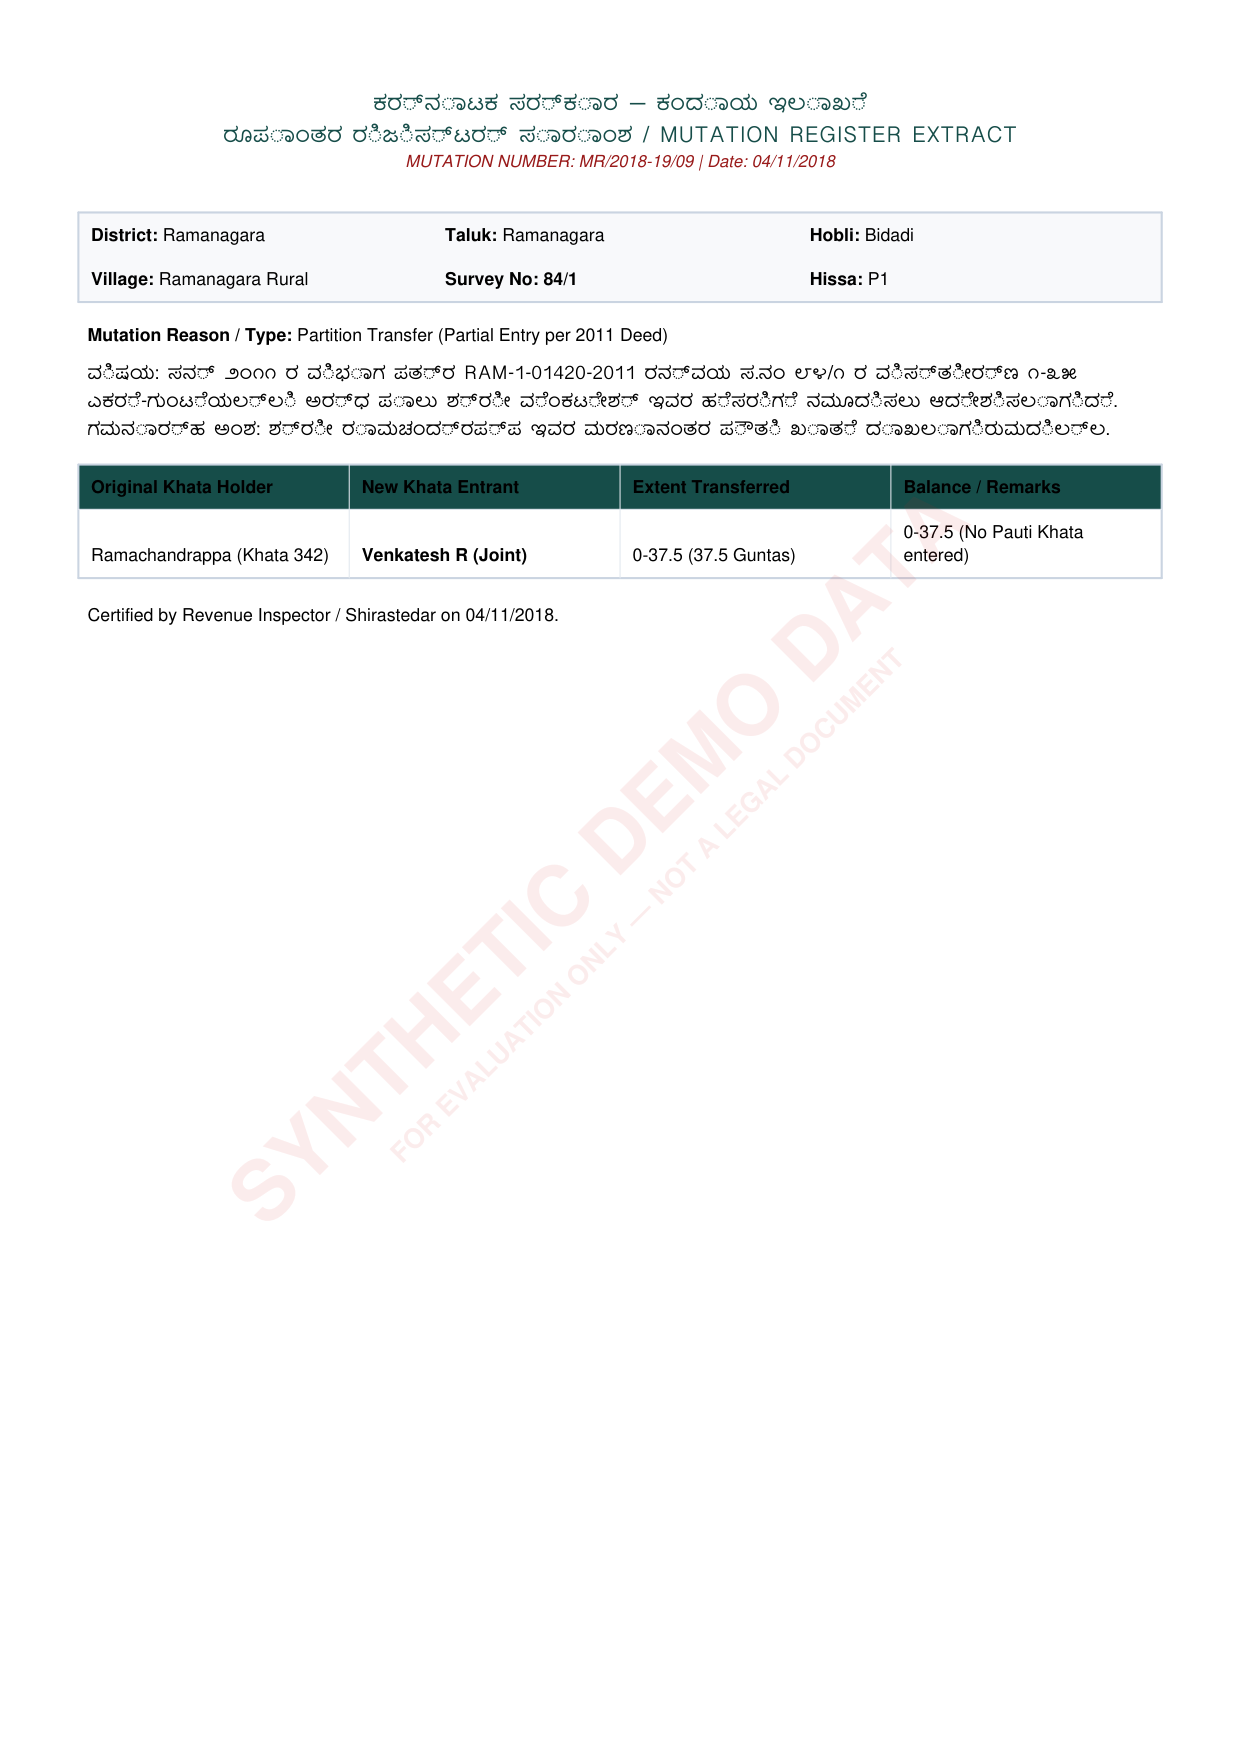 ಕರ್ನಾಟಕ ಸರ್ಕಾರ – ಕಂದಾಯ ಇಲಾಖೆ
ರೂಪಾಂತರ ರಿಜಿಸ್ಟರ್ ಸಾರಾಂಶ / MUTATION REGISTER EXTRACT
MUTATION NUMBER: MR/2018-19/09 | Date: 04/11/2018
District: Ramanagara Taluk: Ramanagara Hobli: Bidadi
Village: Ramanagara Rural Survey No: 84/1 Hissa: P1
Mutation Reason / Type: Partition Transfer (Partial Entry per 2011 Deed)
ವಿಷಯ: ಸನ್ ೨೦೧೧ ರ ವಿಭಾಗ ಪತ್ರ RAM-1-01420-2011 ರನ್ವಯ ಸ.ನಂ ೮೪/೧ ರ ವಿಸ್ತೀರ್ಣ ೧-೩೫
ಎಕರೆ-ಗುಂಟೆಯಲ್ಲಿ ಅರ್ಧ ಪಾಲು ಶ್ರೀ ವೆಂಕಟೇಶ್ ಇವರ ಹೆಸರಿಗೆ ನಮೂದಿಸಲು ಆದೇಶಿಸಲಾಗಿದೆ.
ಗಮನಾರ್ಹ ಅಂಶ: ಶ್ರೀ ರಾಮಚಂದ್ರಪ್ಪ ಇವರ ಮರಣಾನಂತರ ಪೌತಿ ಖಾತೆ ದಾಖಲಾಗಿರುಮದಿಲ್ಲ.
Original Khata Holder New Khata Entrant Extent Transferred Balance / Remarks
Ramachandrappa (Khata 342) Venkatesh R (Joint) 0-37.5 (37.5 Guntas) 0-37.5 (No Pauti Khata
entered)
Certified by Revenue Inspector / Shirastedar on 04/11/2018.
SYNTHETIC DEMO DATA
FOR EVALUATION ONLY — NOT A LEGAL DOCUMENT